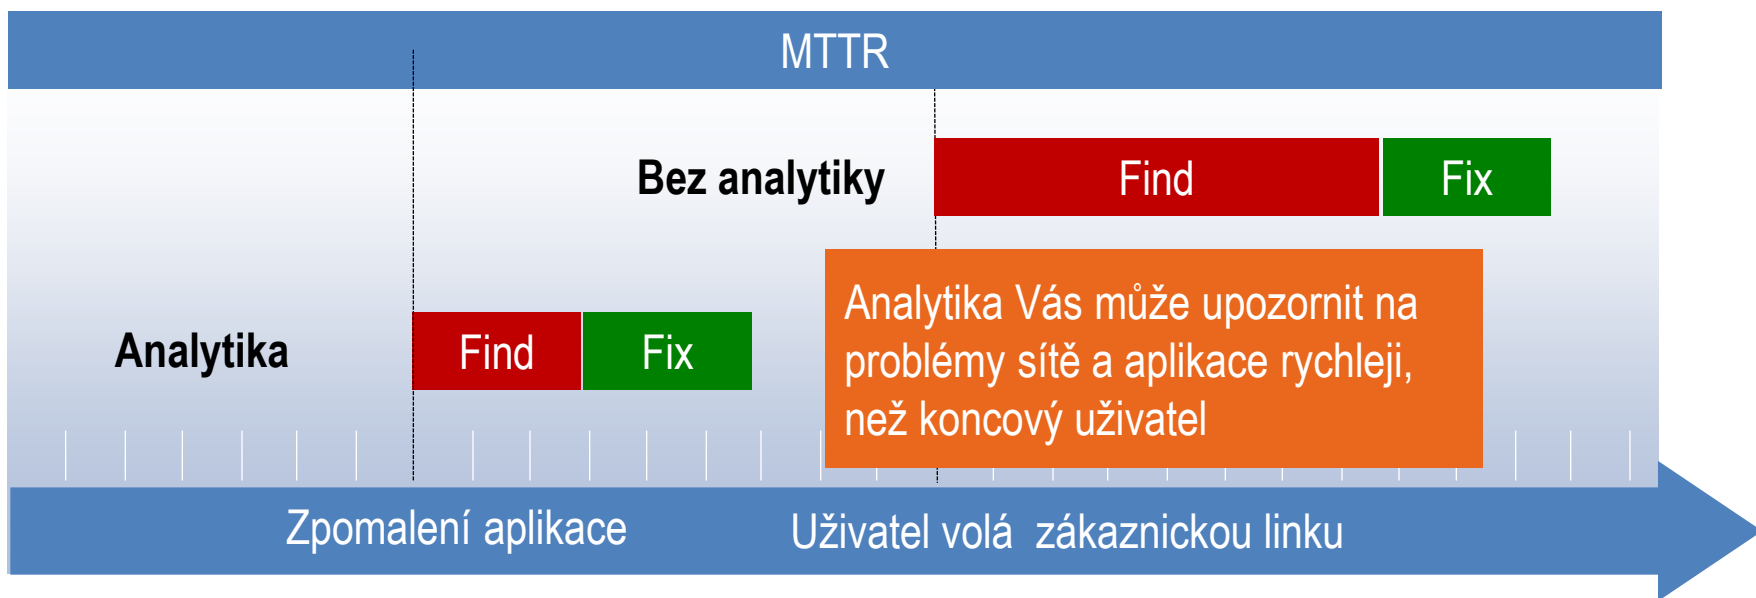 MTTR
Bez analytiky
Find
Fix
Analytika
Find
Fix
Analytika Vás může upozornit na
problémy sítě a aplikace rychleji,
než koncový uživatel
Zpomalení aplikace
Uživatel volá  zákaznickou linku